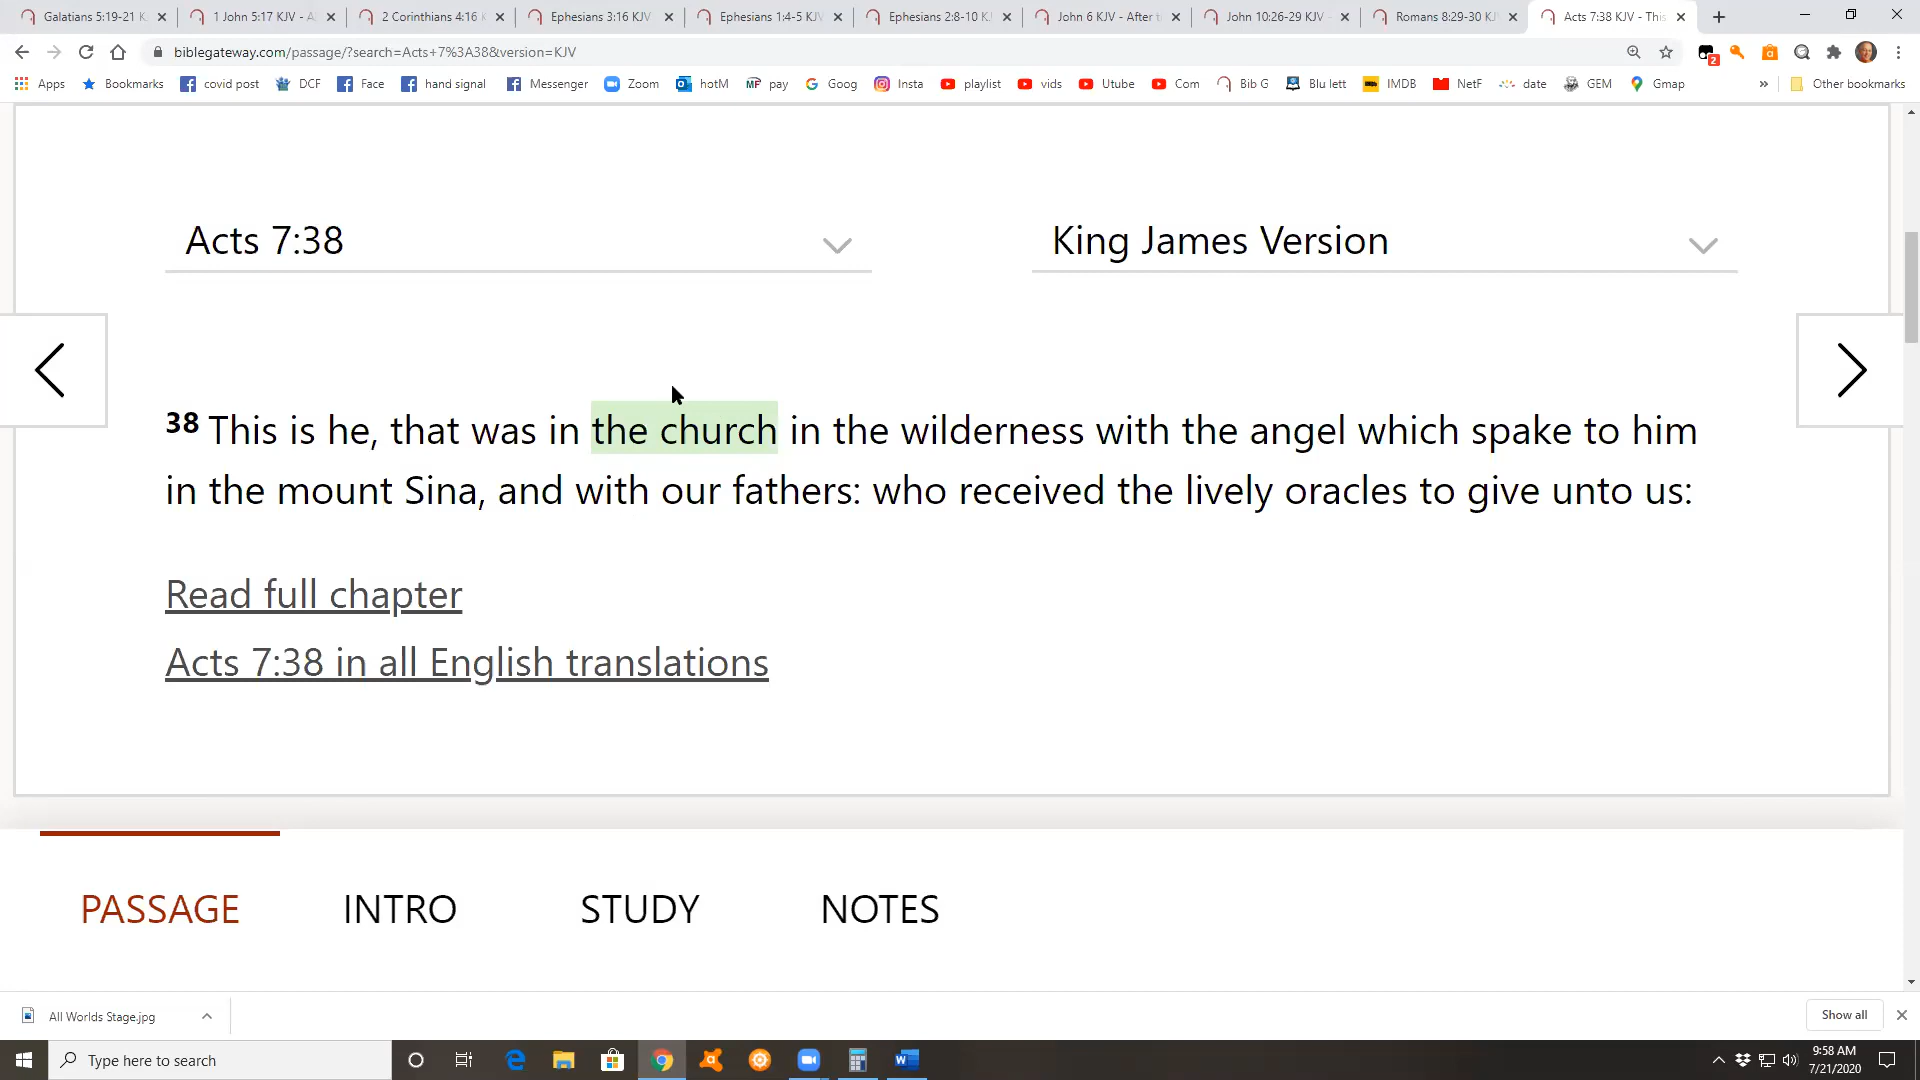 Galatians 5:19-21 K
1 John 5:17 KJV - A
2 Corinthians 4:16
Ephesians 3:16 KJV
Ephesians 1:4-5 KJV
Ephesians 2:8-10 KJ
John 6 KJV - After t
John 10:26-29 KJV
Romans 8:29-30 KJV
Acts 7:38 KJV - This
biblegateway.com/passage/?search=Acts+7%3A38&version=KJV
2
Apps
Bookmarks
covid post
DCF
Face
hand signal
Messenger
Zoom
hotM
pay
Goog
Insta
playlist
vids
Utube
Com
Bib G
Blu lett
IMDB
NetF
date
GEM
Gmap
»
Other bookmarks
Acts 7:38
King James Version
38 This is he, that was in the church in the wilderness with the angel which spake to him
in the mount Sina, and with our fathers: who received the lively oracles to give unto us:
Read full chapter
Acts 7:38 in all English translations
PASSAGE
INTRO
STUDY
NOTES
All Worlds Stage.jpg
Show all
Type here to search
9:58 AM
7/21/2020